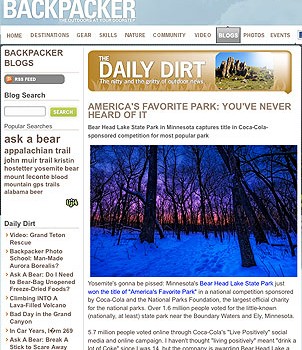 BACKPACKER
THE OUTDOORS AT YOUR DOORSTEP
HOME DESTINATIONS GEAR SKILLS NATURE COMMUNITY VIDEO BLOGS PHOTOS EVENTS
BACKPACKER
BLOGS
RSS FEED
Blog Search
SEARCH
Popular Searches
ask a bear
appalachian trail
john muir trail kristin
hostetter yosemite bear
mount leconte blood
mountain gps trails
alabama beer
Daily Dirt
Video: Grand Teton
Rescue
Backpacker Photo
School: Man-Made
Aurora Borealis?
Ask A Bear: Do I Need
to Bear-Bag Unopened
Freeze-Dried Foods?
Climbing INTO A
Lava-Filled Volcano
Bad Day in the Grand
Canyon
In Car Years, I�m 269
Ask A Bear: Break A
Stick to Scare Away
THE
DAILY DIRT
The nitty and the gritty of outdoor news
AMERICA'S FAVORITE PARK: YOU'VE NEVER
HEARD OF IT
Bear Head Lake State Park in Minnesota captures title in Coca-Cola-
sponsored competition for most popular park
Yosemite's gonna be pissed: Minnesota's Bear Head Lake State Park just
won the title of "America's Favorite Park" in a national competition sponsored
by Coca-Cola and the National Parks Foundation, the largest official charity
for the national parks. Over 1.6 million people voted for the little-known
(nationally, at least) state park near the Boundary Waters and Ely, Minnesota.
5.7 million people voted online through Coca-Cola's "Live Positively" social
media and online campaign. I haven't thought "living positively" meant "drink a
lot of Coke" since I was 14, but the company was awarding Bear Lake a